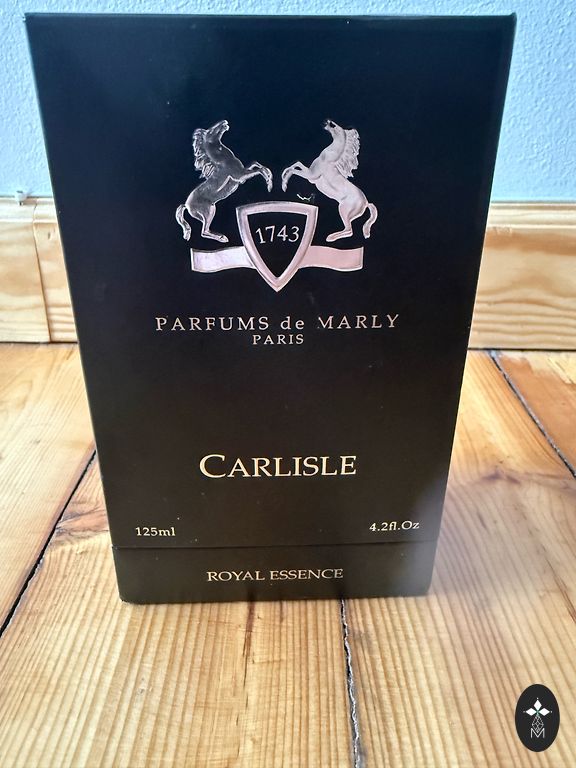 1743
PARFUMS de MARLY
PARIS
CARLISLE
125ml 4.2fl.Oz
ROYAL ESSENCE
M